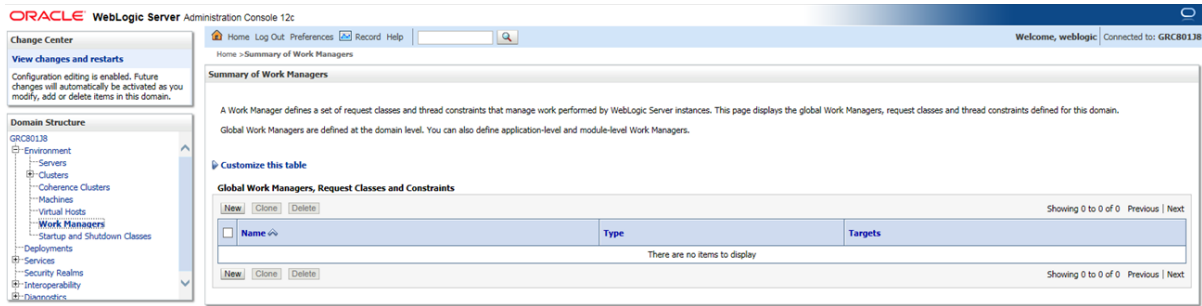 ORACLE WebLogic Server Administration Console 12c
Change Center
View changes and restarts
Configuration editing is enabled. Future
changes will automatically be activated as you
modify, add or delete items in this domain.
Domain Structure
GRC801J8
Environment
Servers
Clusters
Coherence Clusters
Machines
Virtual Hosts
Work Managers
Startup and Shutdown Classes
Deployments
Services
Security Realms
Interoperability
Diagnostics
Home Log Out Preferences Record Help
Welcome, weblogic Connected to: GRC801J8
Home >Summary of Work Managers
Summary of Work Managers
A Work Manager defines a set of request classes and thread constraints that manage work performed by WebLogic Server instances. This page displays the global Work Managers, request classes and thread constraints defined for this domain.
Global Work Managers are defined at the domain level. You can also define application-level and module-level Work Managers.
Customize this table
Global Work Managers, Request Classes and Constraints
New Clone Delete Showing 0 to 0 of 0 Previous | Next
Name Type Targets
There are no items to display
New Clone Delete Showing 0 to 0 of 0 Previous | Next